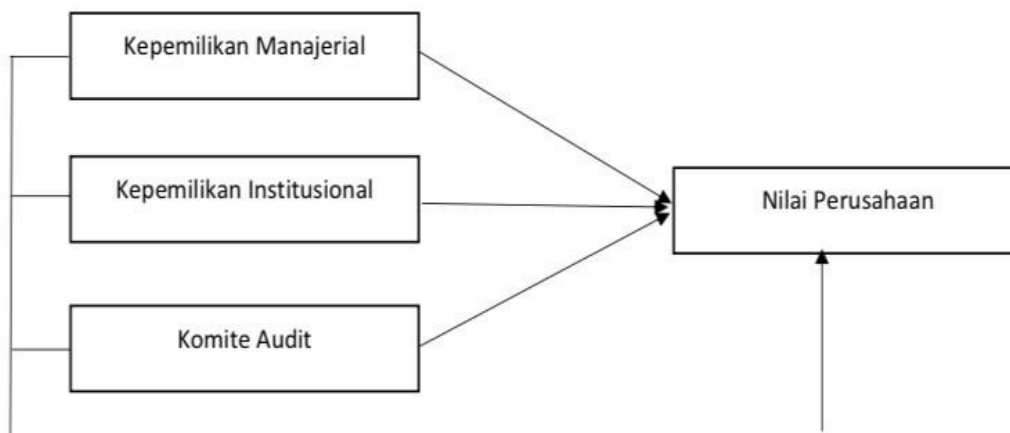 Kepemilikan Manajerial
Kepemilikan Institusional
Nilai Perusahaan
Komite Audit